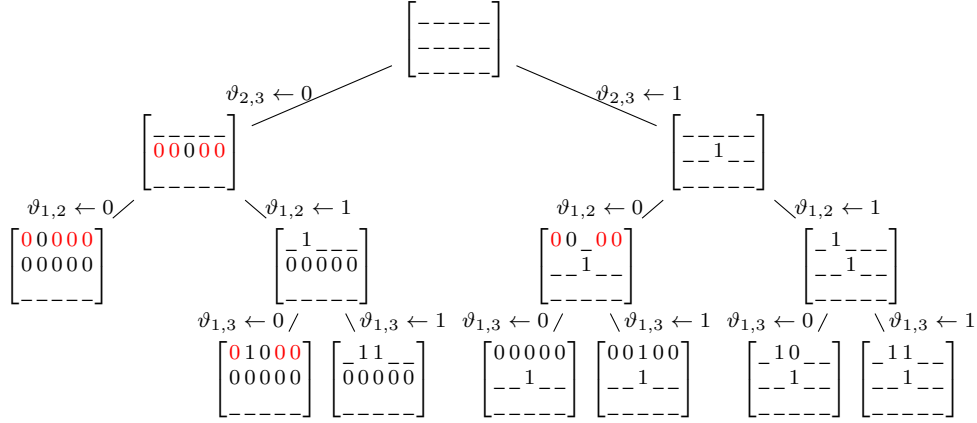 _ _ _ _ _
_ _ _ _ _
_ _ _ _ _
ϑ2,3 ← 0
ϑ2,3 ← 1
_ _ _ _ _
0 0 0 0 0
_ _ _ _ _
_ _ _ _ _
_ _ 1 _ _
_ _ _ _ _
ϑ1,2 ← 0
ϑ1,2 ← 1
ϑ1,2 ← 0
ϑ1,2 ← 1
0 0 0 0 0
0 0 0 0 0
_ _ _ _ _
_ 1 _ _ _
0 0 0 0 0
_ _ _ _ _
0 0 _ 0 0
_ _ 1 _ _
_ _ _ _ _
_ 1 _ _ _
_ _ 1 _ _
_ _ _ _ _
ϑ1,3 ← 0
ϑ1,3 ← 1
ϑ1,3 ← 0
ϑ1,3 ← 1
ϑ1,3 ← 0
ϑ1,3 ← 1
0 1 0 0 0
0 0 0 0 0
_ _ _ _ _
_ 1 1 _ _
0 0 0 0 0
_ _ _ _ _
0 0 0 0 0
_ _ 1 _ _
_ _ _ _ _
0 0 1 0 0
_ _ 1 _ _
_ _ _ _ _
_ 1 0 _ _
_ _ 1 _ _
_ _ _ _ _
_ 1 1 _ _
_ _ 1 _ _
_ _ _ _ _